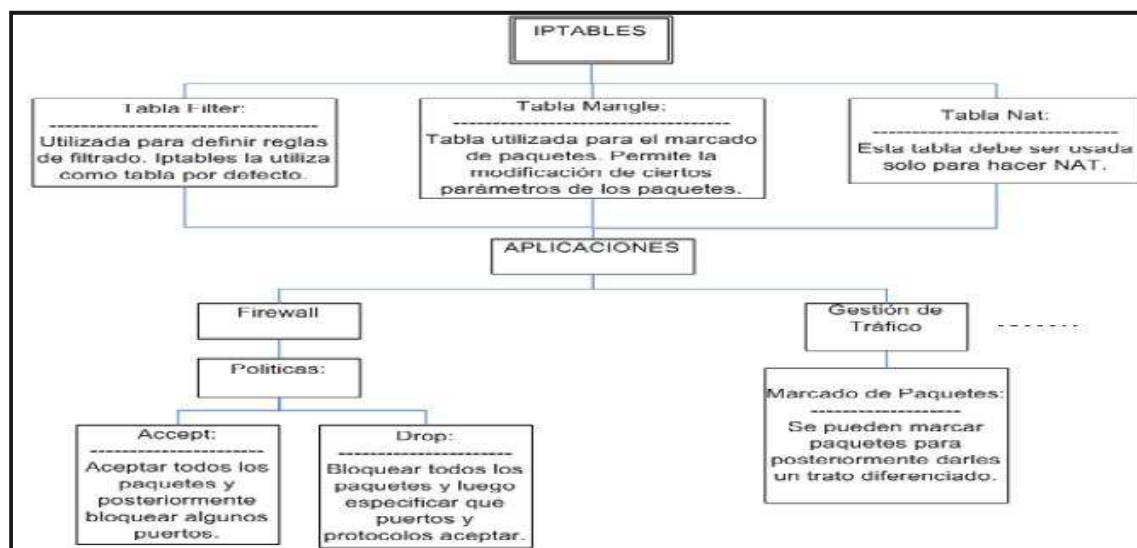 IPTABLES
Tabla Filter:
Utilizada para definir reglas
de filtrado. Iptables la utiliza
como tabla por defecto.
Tabla Mangle:
Tabla utilizada para el marcado
de paquetes. Permite la
modificación de ciertos
parámetros de los paquetes.
Tabla Nat:
Esta tabla debe ser usada
solo para hacer NAT.
APLICACIONES
Firewall
Politicas:
Accept:
Aceptar todos los
paquetes y
posteriormente
bloquear algunos
puertos.
Drop:
Bloquear todos los
paquetes y luego
especificar que
puertos y
protocolos aceptar.
Gestión de
Tráfico
Marcado de Paquetes:
Se pueden marcar
paquetes para
posteriormente darles
un trato diferenciado.